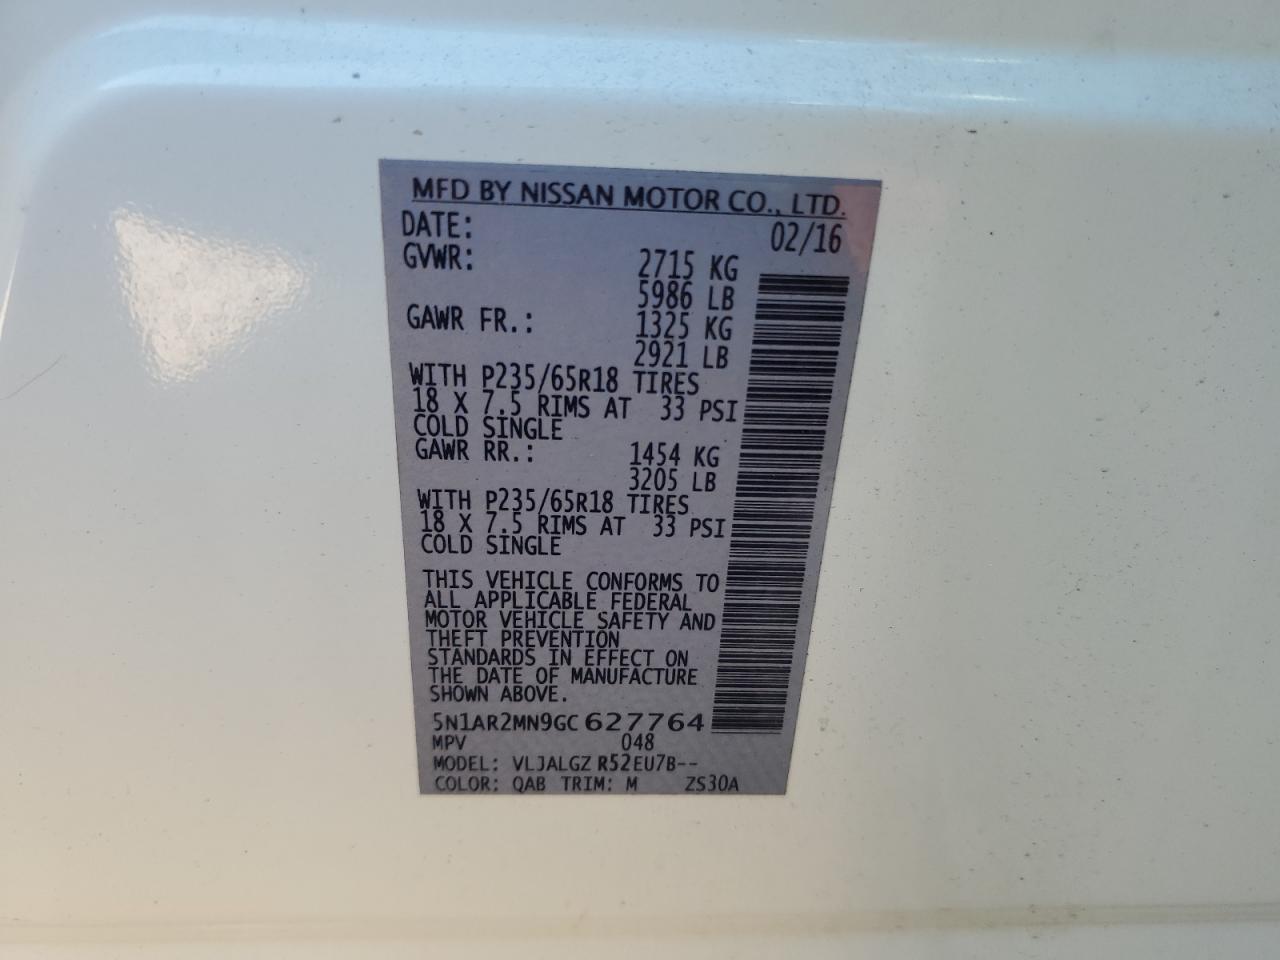 MFD BY NISSAN MOTOR CO., LTD.
DATE: 02/16
GVWR: 2715 KG
5986 LB
GAWR FR.: 1325 KG
2921 LB
WITH P235/65R18 TIRES
18 X 7.5 RIMS AT 33 PSI
COLD SINGLE
GAWR RR.: 1454 KG
3205 LB
WITH P235/65R18 TIRES
18 X 7.5 RIMS AT 33 PSI
COLD SINGLE
THIS VEHICLE CONFORMS TO
ALL APPLICABLE FEDERAL
MOTOR VEHICLE SAFETY AND
THEFT PREVENTION
STANDARDS IN EFFECT ON
THE DATE OF MANUFACTURE
SHOWN ABOVE.
5N1AR2MN9GC 627764
MPV 048
MODEL: VLJALGZ R52EU7B--
COLOR: QAB TRIM: M ZS30A